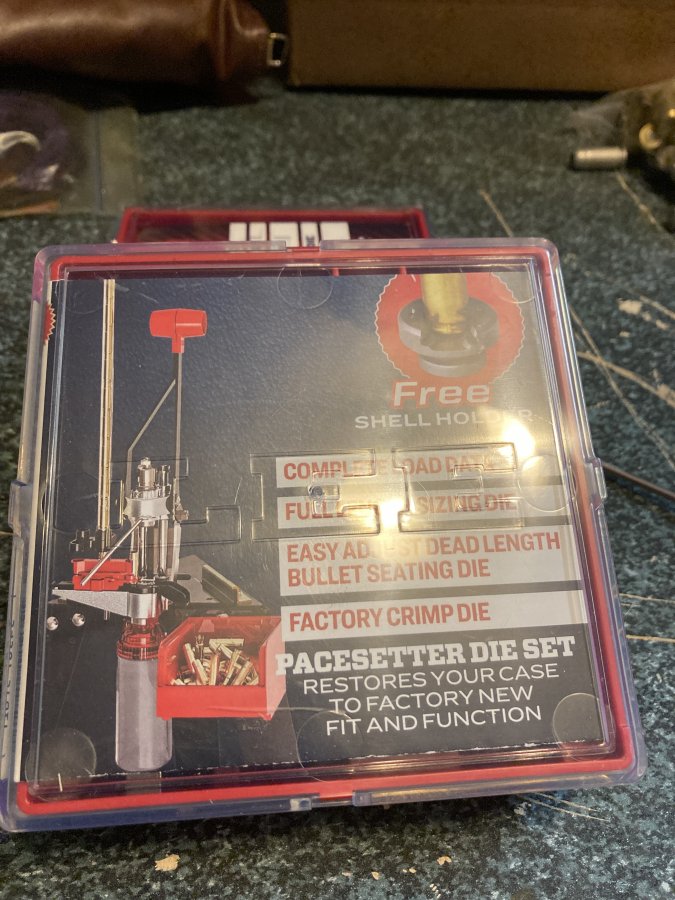 Free
SHELL HOLDER
LEE
COMPLETE LOAD DATA
FULL SIZING DIE
EASY ADJUST DEAD LENGTH
BULLET SEATING DIE
FACTORY CRIMP DIE
PACESETTER DIE SET
RESTORES YOUR CASE
TO FACTORY NEW
FIT AND FUNCTION